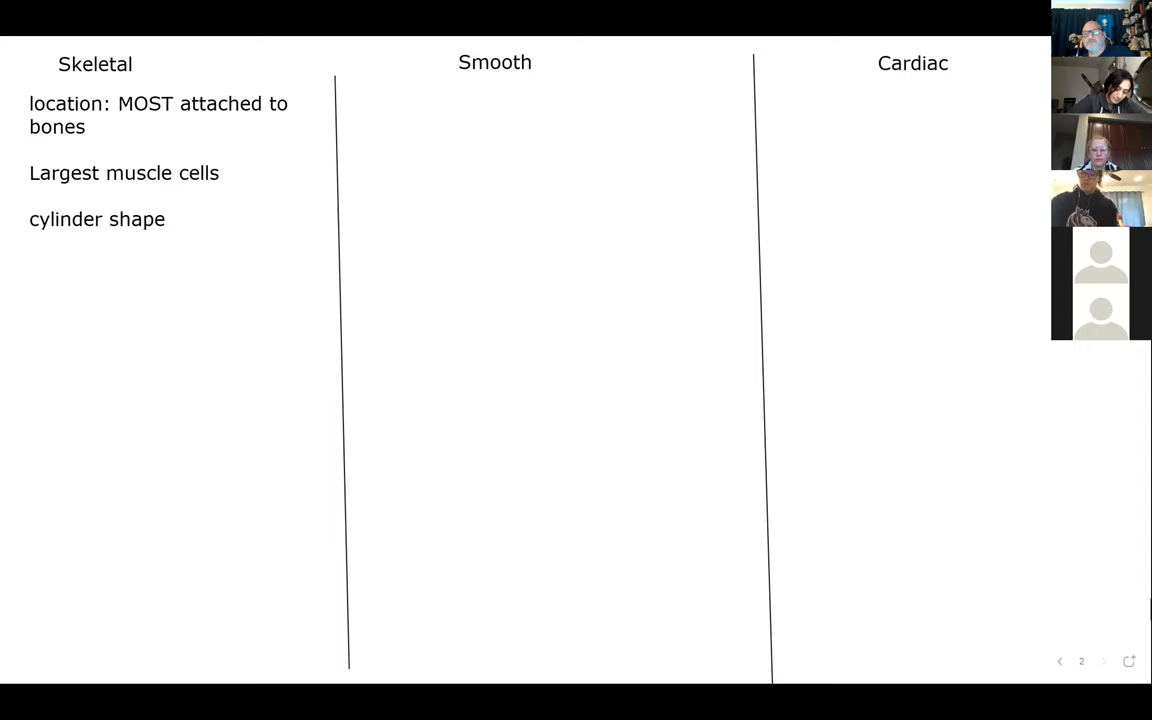 Skeletal
Smooth
Cardiac
location: MOST attached to
bones
Largest muscle cells
cylinder shape
2